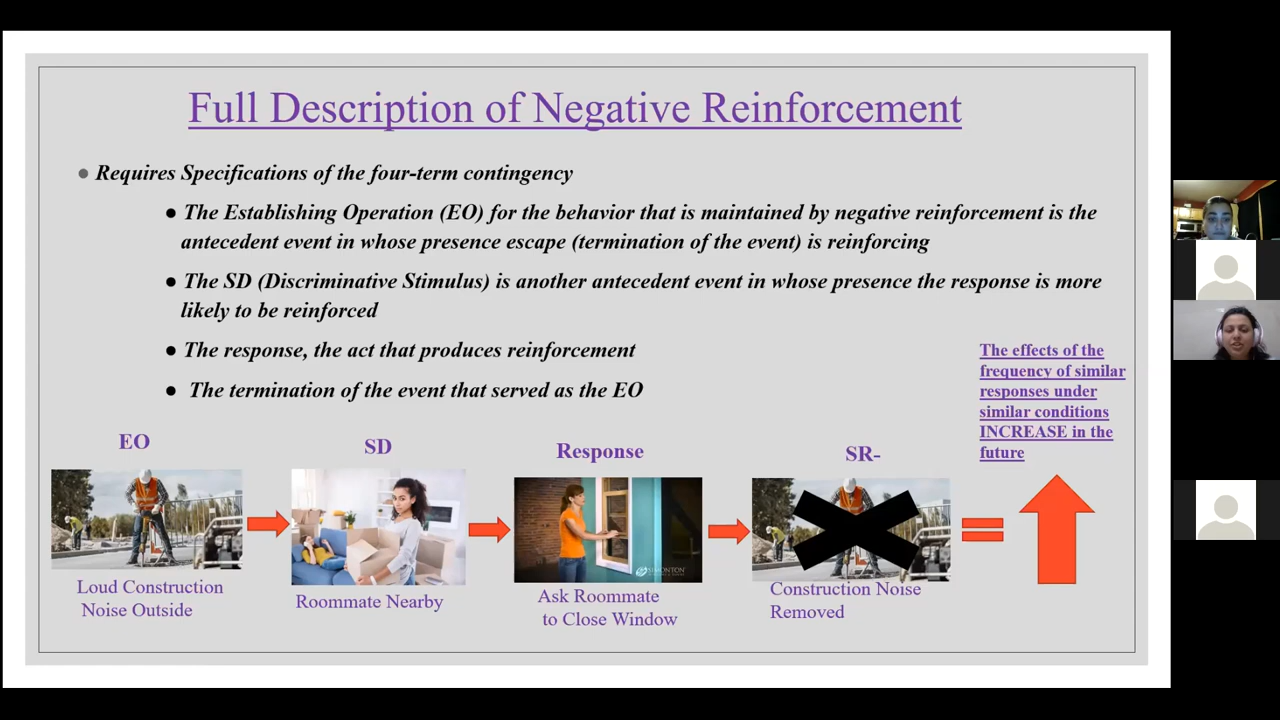 Full Description of Negative Reinforcement
● Requires Specifications of the four-term contingency
● The Establishing Operation (EO) for the behavior that is maintained by negative reinforcement is the
antecedent event in whose presence escape (termination of the event) is reinforcing
● The SD (Discriminative Stimulus) is another antecedent event in whose presence the response is more
likely to be reinforced
● The response, the act that produces reinforcement
● The termination of the event that served as the EO
The effects of the
frequency of similar
responses under
similar conditions
INCREASE in the
future
EO
SD
Response
SR-
SIMONTON
Loud Construction
Noise Outside
Roommate Nearby
Ask Roommate
to Close Window
Construction Noise
Removed